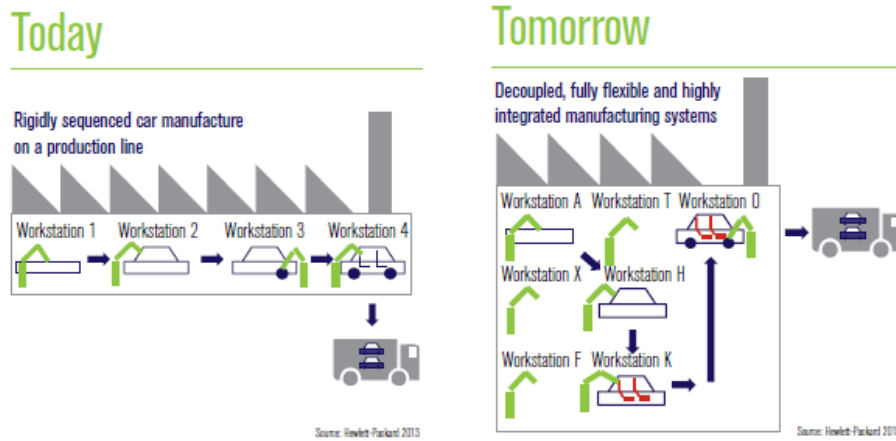 Today
Rigidly sequenced car manufacture
on a production line
Workstation 1 Workstation 2 Workstation 3 Workstation 4
Source: Hewlett-Packard 2013
Tomorrow
Decoupled, fully flexible and highly
integrated manufacturing systems
Workstation A Workstation T Workstation O
Workstation X Workstation H
Workstation F Workstation K
Source: Hewlett-Packard